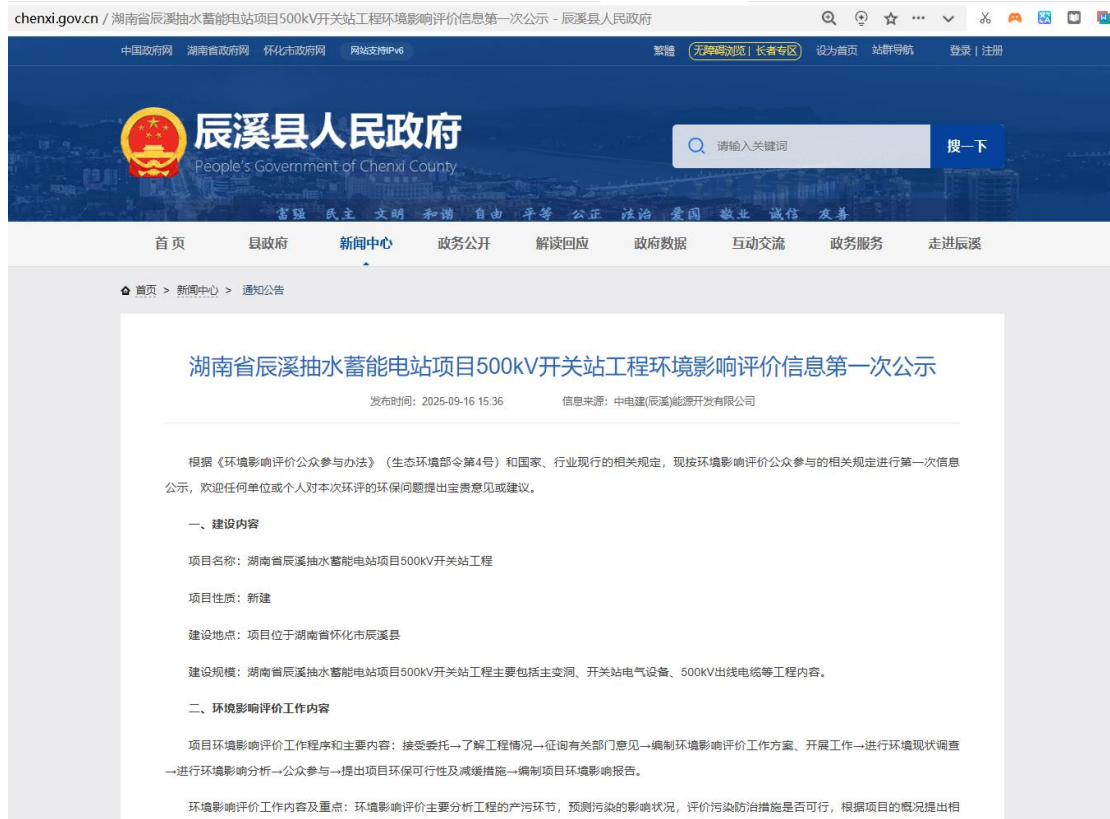 chenxi.gov.cn / 湖南省辰溪抽水蓄能电站项目500kV开关站工程环境影响评价信息第一次公示 - 辰溪县人民政府
中国政府网 湖南省政府网 怀化市政府网 网站支持IPv6 繁體 无障碍浏览 | 长者专区 设为首页 站群导航 登录 | 注册
辰溪县人民政府
People's Government of Chenxi County
请输入关键词 搜一下
富强 民主 文明 和谐 自由 平等 公正 法治 爱国 敬业 诚信 友善
首页 县政府 新闻中心 政务公开 解读回应 政府数据 互动交流 政务服务 走进辰溪
首页 > 新闻中心 > 通知公告
湖南省辰溪抽水蓄能电站项目500kV开关站工程环境影响评价信息第一次公示
发布时间：2025-09-16 15:36 信息来源：中电建(辰溪)能源开发有限公司
根据《环境影响评价公众参与办法》（生态环境部令第4号）和国家、行业现行的相关规定，现按环境影响评价公众参与的相关规定进行第一次信息
公示，欢迎任何单位或个人对本次环评的环保问题提出宝贵意见或建议。
一、建设内容
项目名称：湖南省辰溪抽水蓄能电站项目500kV开关站工程
项目性质：新建
建设地点：项目位于湖南省怀化市辰溪县
建设规模：湖南省辰溪抽水蓄能电站项目500kV开关站工程主要包括主变洞、开关站电气设备、500kV出线电缆等工程内容。
二、环境影响评价工作内容
项目环境影响评价工作程序和主要内容：接受委托→了解工程情况→征询有关部门意见→编制环境影响评价工作方案、开展工作→进行环境现状调查
→进行环境影响分析→公众参与→提出项目环保可行性及减缓措施→编制项目环境影响报告。
环境影响评价工作内容及重点：环境影响评价主要分析工程的产污环节，预测污染的影响状况，评价污染防治措施是否可行，根据项目的概况提出相